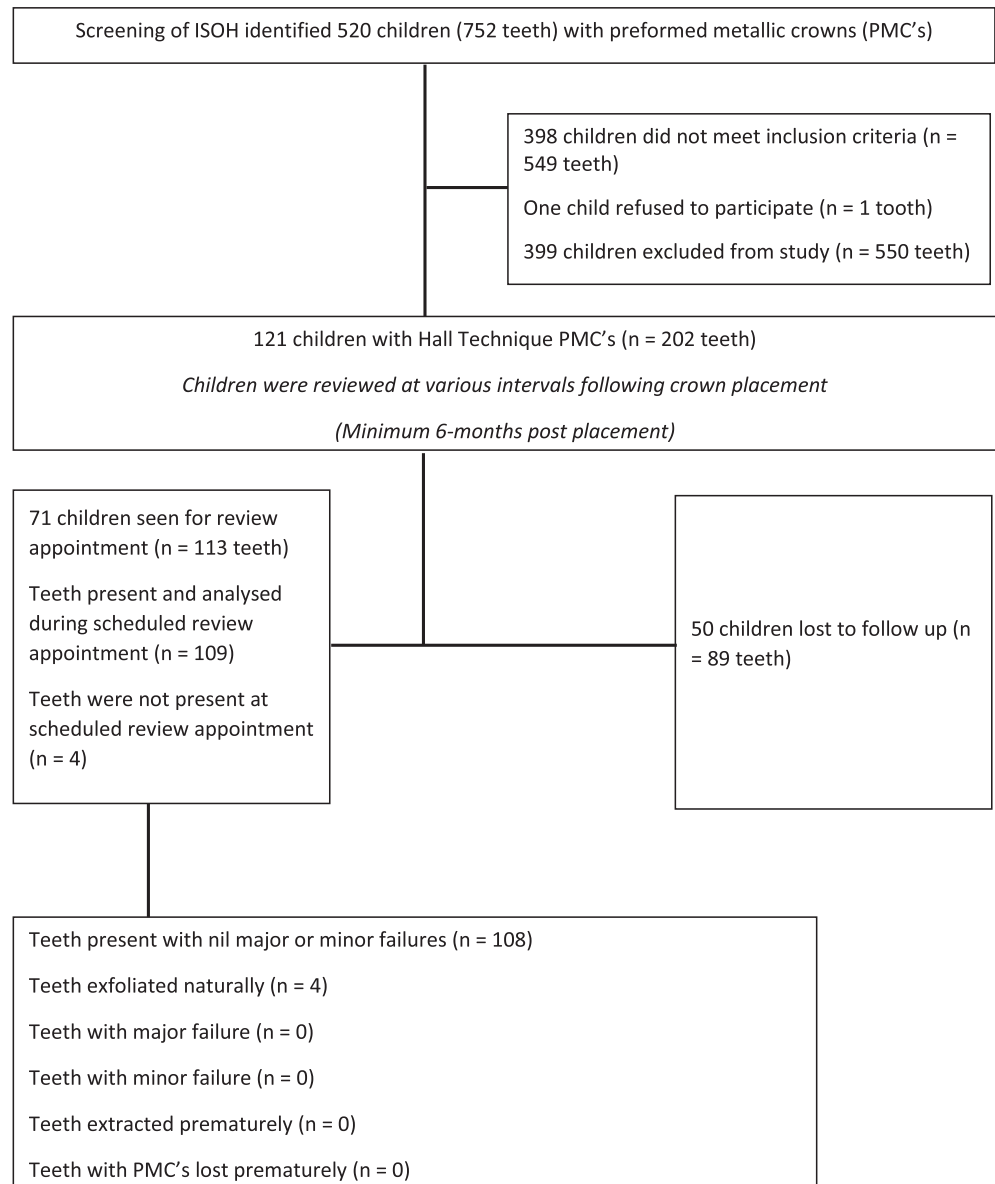 Screening of ISOH identified 520 children (752 teeth) with preformed metallic crowns (PMC’s)
398 children did not meet inclusion criteria (n =
549 teeth)
One child refused to participate (n = 1 tooth)
399 children excluded from study (n = 550 teeth)
121 children with Hall Technique PMC’s (n = 202 teeth)
Children were reviewed at various intervals following crown placement
(Minimum 6-months post placement)
71 children seen for review
appointment (n = 113 teeth)
Teeth present and analysed
during scheduled review
appointment (n = 109)
Teeth were not present at
scheduled review appointment
(n = 4)
50 children lost to follow up (n
= 89 teeth)
Teeth present with nil major or minor failures (n = 108)
Teeth exfoliated naturally (n = 4)
Teeth with major failure (n = 0)
Teeth with minor failure (n = 0)
Teeth extracted prematurely (n = 0)
Teeth with PMC’s lost prematurely (n = 0)